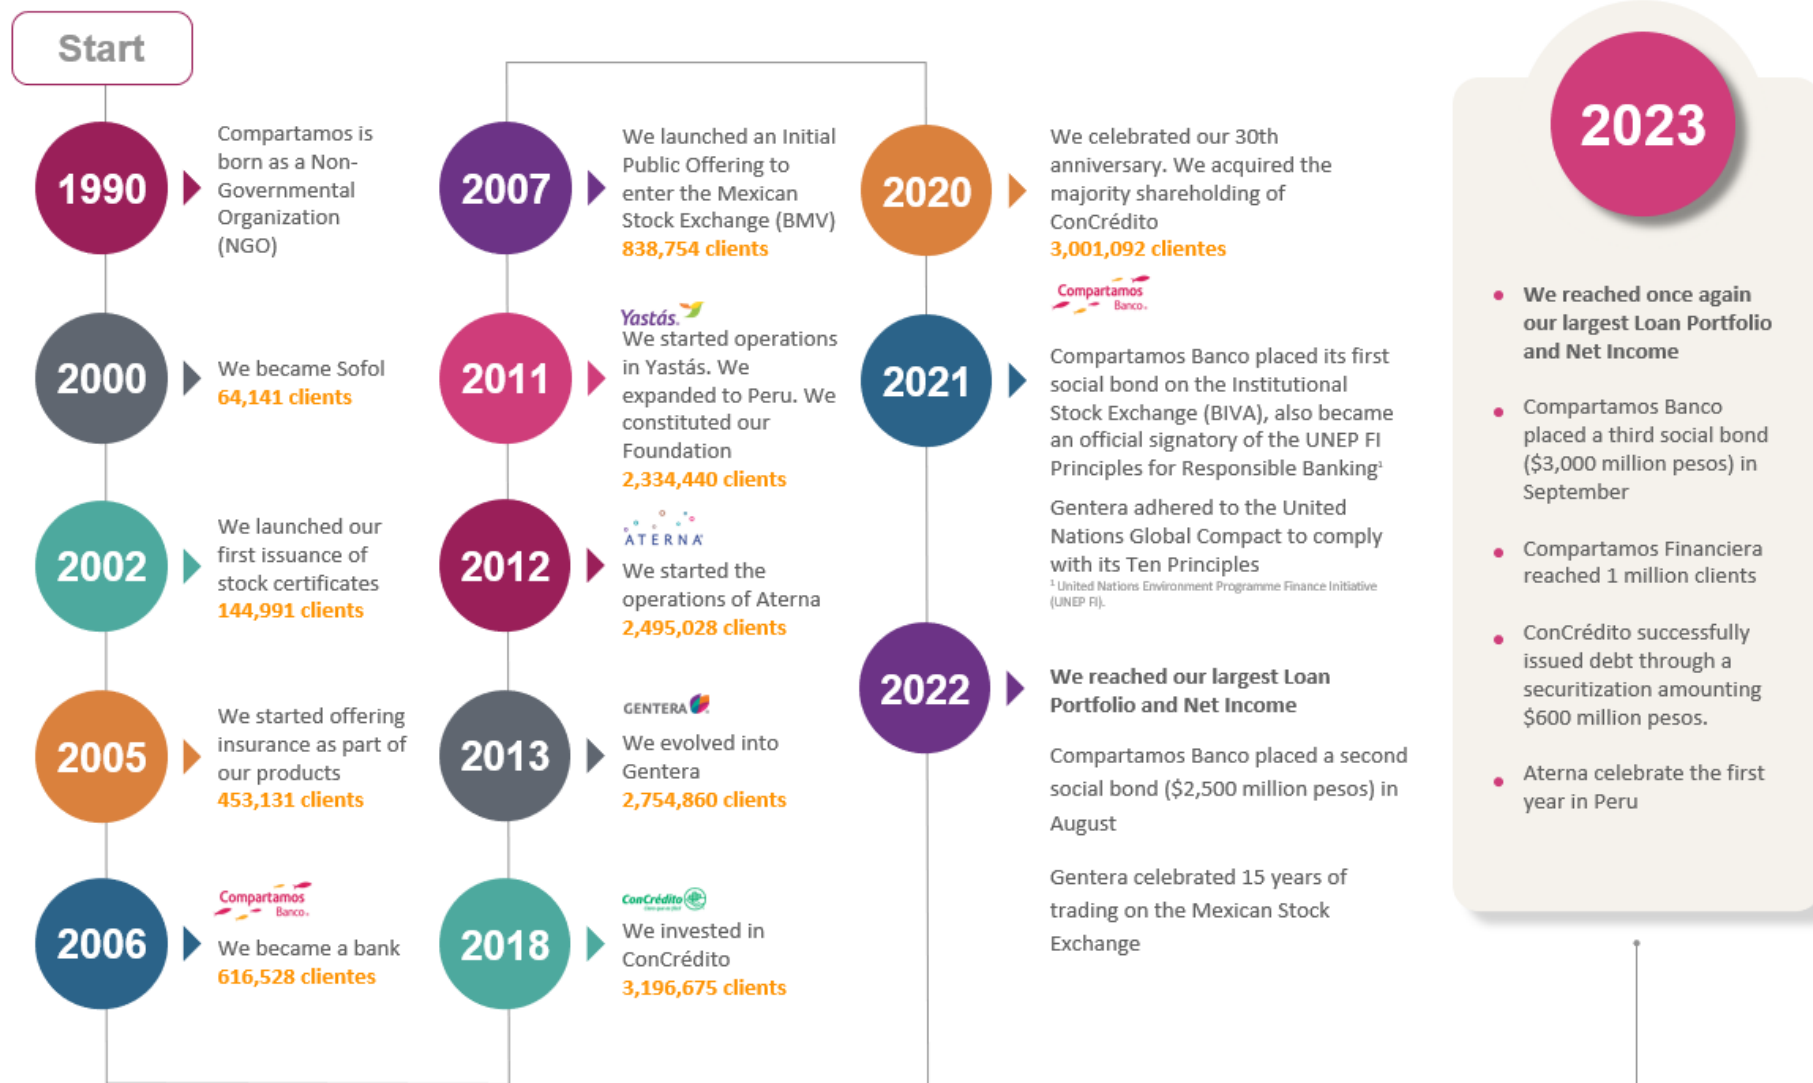 Start
1990
Compartamos is
born as a Non-
Governmental
Organization
(NGO)
2000
We became Sofol
64,141 clients
2002
We launched our
first issuance of
stock certificates
144,991 clients
2005
We started offering
insurance as part of
our products
453,131 clients
2006
Compartamos
Banco
We became a bank
616,528 clientes
2007
We launched an Initial
Public Offering to
enter the Mexican
Stock Exchange (BMV)
838,754 clients
2011
Yastás.
We started operations
in Yastás. We
expanded to Peru. We
constituted our
Foundation
2,334,440 clients
2012
ATERNA
We started the
operations of Aterna
2,495,028 clients
2013
GENTERA
We evolved into
Gentera
2,754,860 clients
2018
ConCrédito
We invested in
ConCrédito
3,196,675 clients
2020
We celebrated our 30th
anniversary. We acquired the
majority shareholding of
ConCrédito
3,001,092 clientes
2021
Compartamos
Banco
Compartamos Banco placed its first
social bond on the Institutional
Stock Exchange (BIVA), also became
an official signatory of the UNEP FI
Principles for Responsible Banking¹
Gentera adhered to the United
Nations Global Compact to comply
with its Ten Principles
¹ United Nations Environment Programme Finance Initiative
(UNEP FI).
2022
We reached our largest Loan
Portfolio and Net Income
Compartamos Banco placed a second
social bond ($2,500 million pesos) in
August
Gentera celebrated 15 years of
trading on the Mexican Stock
Exchange
2023
We reached once again
our largest Loan Portfolio
and Net Income
Compartamos Banco
placed a third social bond
($3,000 million pesos) in
September
Compartamos Financiera
reached 1 million clients
ConCrédito successfully
issued debt through a
securitization amounting
$600 million pesos.
Aterna celebrate the first
year in Peru